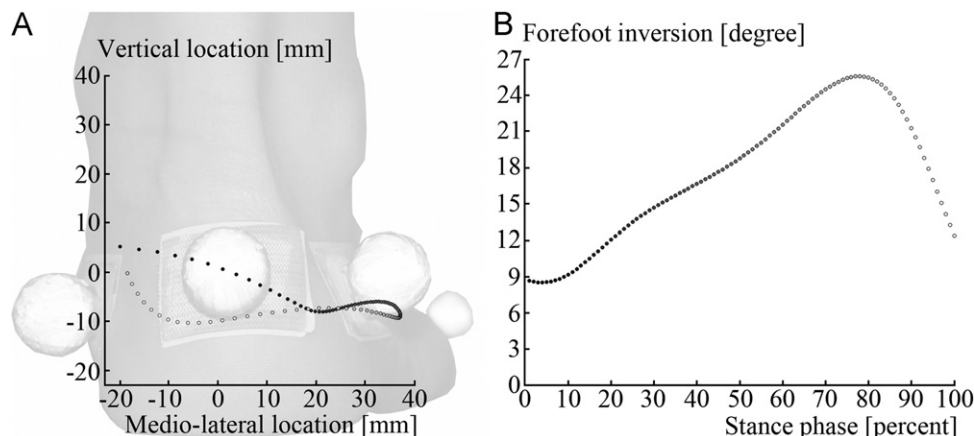 A
Vertical location [mm]
40
30
20
10
0
-10
-20
-20 -10 0 10 20 30 40
Medio-lateral location [mm]
B
Forefoot inversion [degree]
27
24
21
18
15
12
9
6
3
0
0 10 20 30 40 50 60 70 80 90 100
Stance phase [percent]